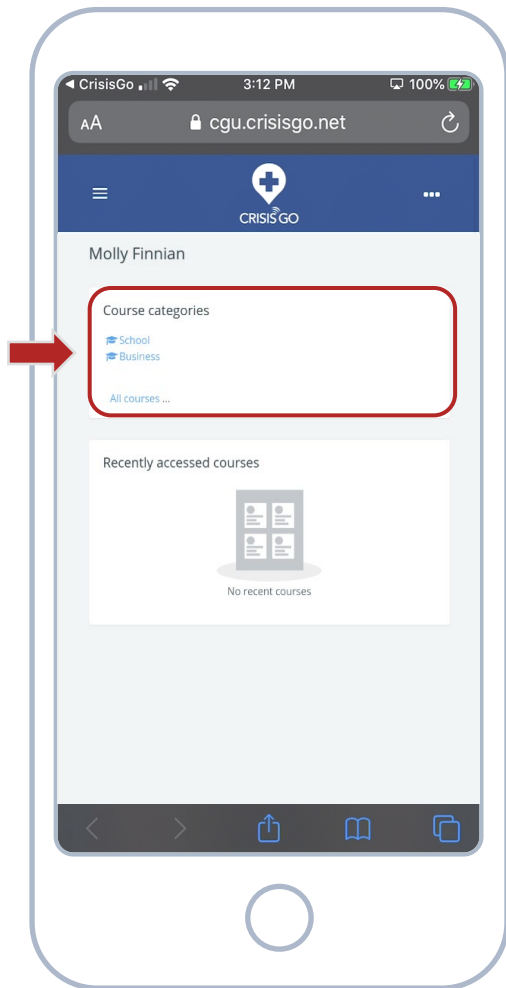 CrisisGo 3:12 PM 100%
AA cgu.crisisgo.net
CRISIS GO
Molly Finnian
Course categories
School
Business
All courses ...
Recently accessed courses
No recent courses